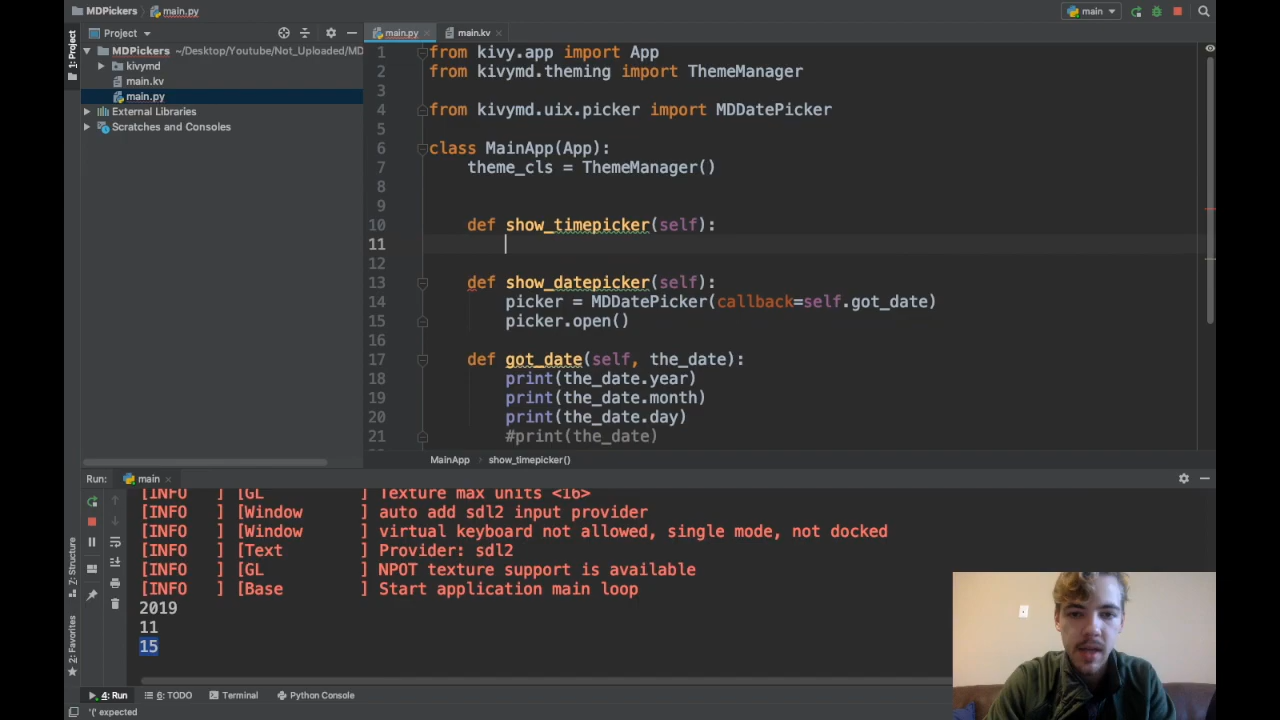 MDPickers
main.py
main
Project
main.py
main.kv
1: Project
MDPickers ~/Desktop/Youtube/Not_Uploaded/MD
kivymd
main.kv
main.py
External Libraries
Scratches and Consoles
1 from kivy.app import App
2 from kivymd.theming import ThemeManager
3
4 from kivymd.uix.picker import MDDatePicker
5
6 class MainApp(App):
7 theme_cls = ThemeManager()
8
9
10 def show_timepicker(self):
11
12
13 def show_datepicker(self):
14 picker = MDDatePicker(callback=self.got_date)
15 picker.open()
16
17 def got_date(self, the_date):
18 print(the_date.year)
19 print(the_date.month)
20 print(the_date.day)
21 #print(the_date)
MainApp › show_timepicker()
Run: main
[INFO ] [GL ] Texture max units <16>
[INFO ] [Window ] auto add sdl2 input provider
[INFO ] [Window ] virtual keyboard not allowed, single mode, not docked
[INFO ] [Text ] Provider: sdl2
[INFO ] [GL ] NPOT texture support is available
[INFO ] [Base ] Start application main loop
2019
11
15
7: Structure
2: Favorites
4: Run
6: TODO
Terminal
Python Console
'(' expected